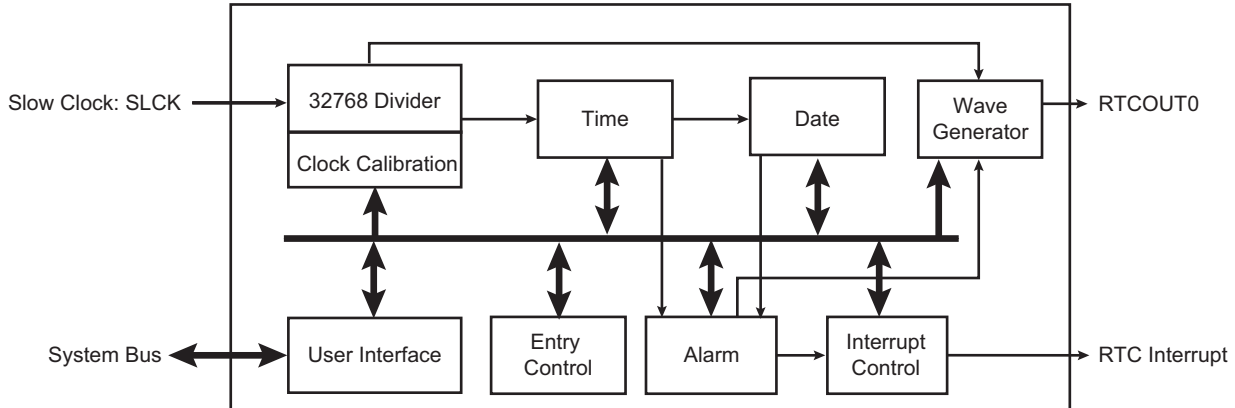 Slow Clock: SLCK
32768 Divider
Clock Calibration
Time
Date
Wave
Generator
RTCOUT0
System Bus
User Interface
Entry
Control
Alarm
Interrupt
Control
RTC Interrupt